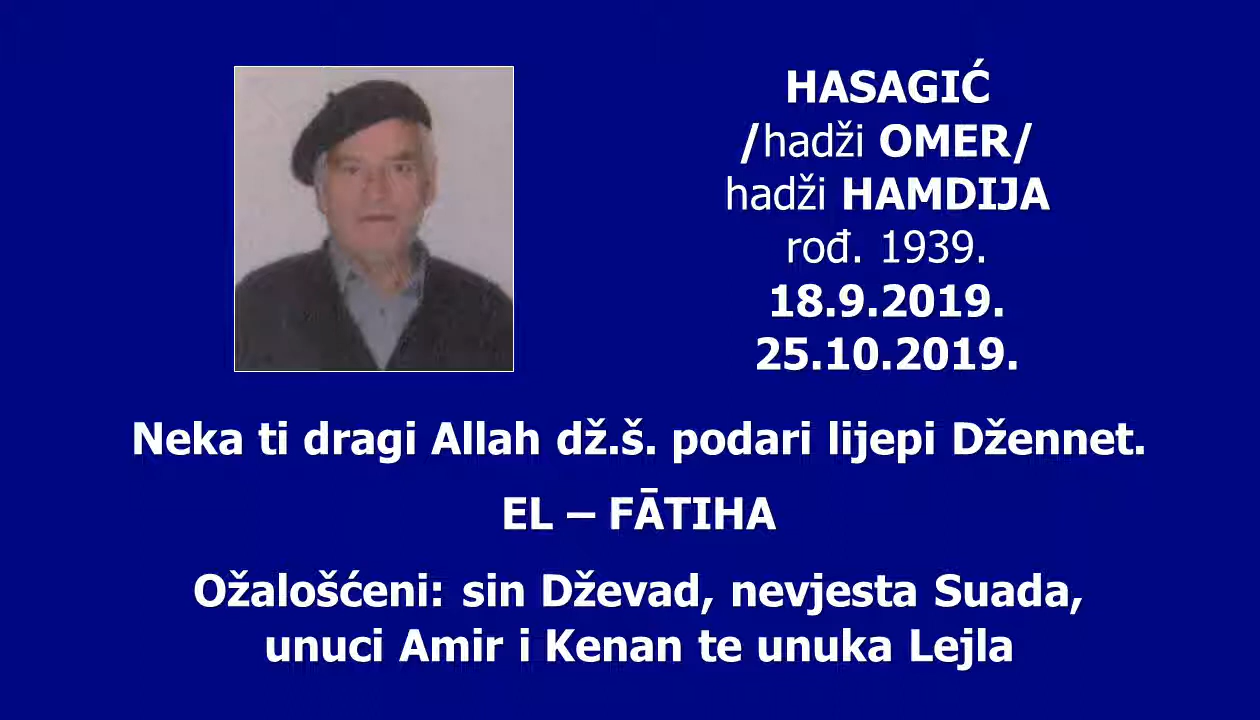 HASAGIĆ
/hadži OMER/
hadži HAMDIJA
rođ. 1939.
18.9.2019.
25.10.2019.
Neka ti dragi Allah dž.š. podari lijepi Džennet.
EL – FĀTIHA
Ožalošćeni: sin Dževad, nevjesta Suada,
unuci Amir i Kenan te unuka Lejla